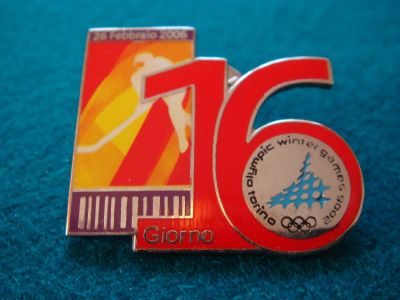 26 Febbraio 2006
16
Giorno
torino olympic winter games 2006